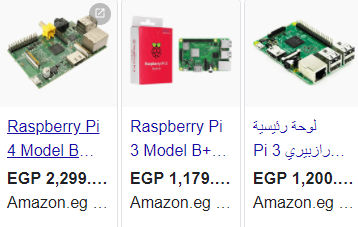 Raspberry Pi
4 Model B...
EGP 2,299....
Amazon.eg ...
Raspberry Pi
3 Model B+...
EGP 1,179....
Amazon.eg ...
لوحة رئيسية
رازبيري Pi 3...
EGP 1,200....
Amazon.eg ...